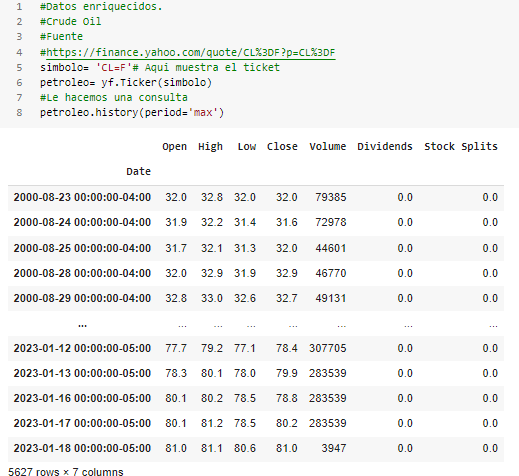 1 #Datos enriquecidos.
2 #Crude Oil
3 #Fuente
4 #https://finance.yahoo.com/quote/CL%3DF?p=CL%3DF
5 simbolo= 'CL=F'# Aqui muestra el ticket
6 petroleo= yf.Ticker(simbolo)
7 #Le hacemos una consulta
8 petroleo.history(period='max')
Open High Low Close Volume Dividends Stock Splits
Date
2000-08-23 00:00:00-04:00 32.0 32.8 32.0 32.0 79385 0.0 0.0
2000-08-24 00:00:00-04:00 31.9 32.2 31.4 31.6 72978 0.0 0.0
2000-08-25 00:00:00-04:00 31.7 32.1 31.3 32.0 44601 0.0 0.0
2000-08-28 00:00:00-04:00 32.0 32.9 31.9 32.9 46770 0.0 0.0
2000-08-29 00:00:00-04:00 32.8 33.0 32.6 32.7 49131 0.0 0.0
... ... ... ... ... ... ... ...
2023-01-12 00:00:00-05:00 77.7 79.2 77.1 78.4 307705 0.0 0.0
2023-01-13 00:00:00-05:00 78.3 80.1 78.0 79.9 283539 0.0 0.0
2023-01-16 00:00:00-05:00 80.1 80.2 78.5 78.8 283539 0.0 0.0
2023-01-17 00:00:00-05:00 80.1 81.2 78.5 80.2 283539 0.0 0.0
2023-01-18 00:00:00-05:00 81.0 81.1 80.6 81.0 3947 0.0 0.0
5627 rows × 7 columns